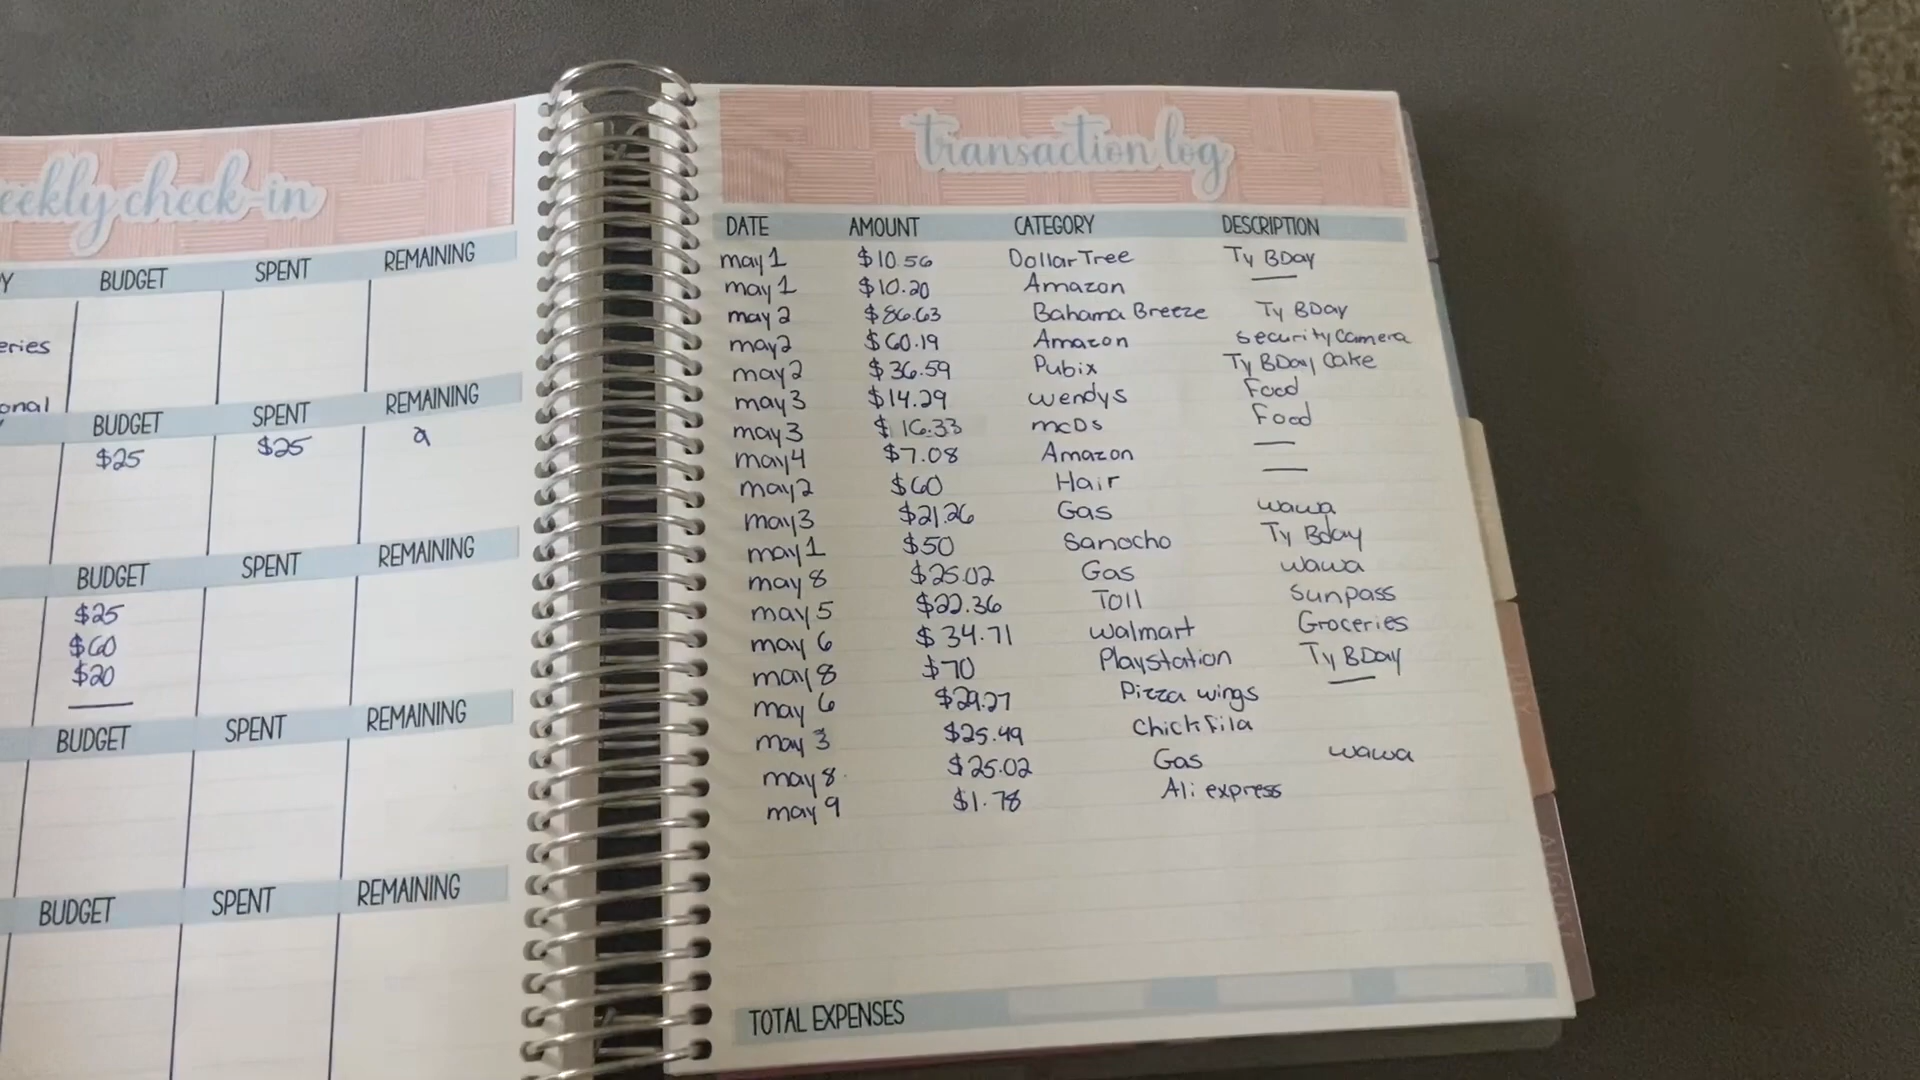 eekly check-in
Y BUDGET SPENT REMAINING
eries
onal
BUDGET SPENT REMAINING
$25 $25 a
BUDGET SPENT REMAINING
$25
$60
$20
BUDGET SPENT REMAINING
BUDGET SPENT REMAINING
transaction log
DATE AMOUNT CATEGORY DESCRIPTION
may 1 $10.56 Dollar Tree Ty BDay
may 1 $10.20 Amazon —
may 2 $86.63 Bahama Breeze Ty BDay
may 2 $60.19 Amazon security camera
may 2 $36.59 Pubix Ty BDay Cake
may 3 $14.29 wendys Food
may 3 $16.33 mcDs Food
may 4 $7.08 Amazon —
may 2 $60 Hair —
may 3 $21.26 Gas wawa
may 1 $50 Sanocho Ty Bday
may 8 $25.02 Gas wawa
may 5 $22.36 Toll Sunpass
may 6 $34.71 Walmart Groceries
may 8 $70 Playstation Ty BDay
may 6 $29.27 Pizza wings —
may 3 $25.49 Chickfila
may 8 $25.02 Gas wawa
may 9 $1.78 Ali express
TOTAL EXPENSES
JULY
AUGUST